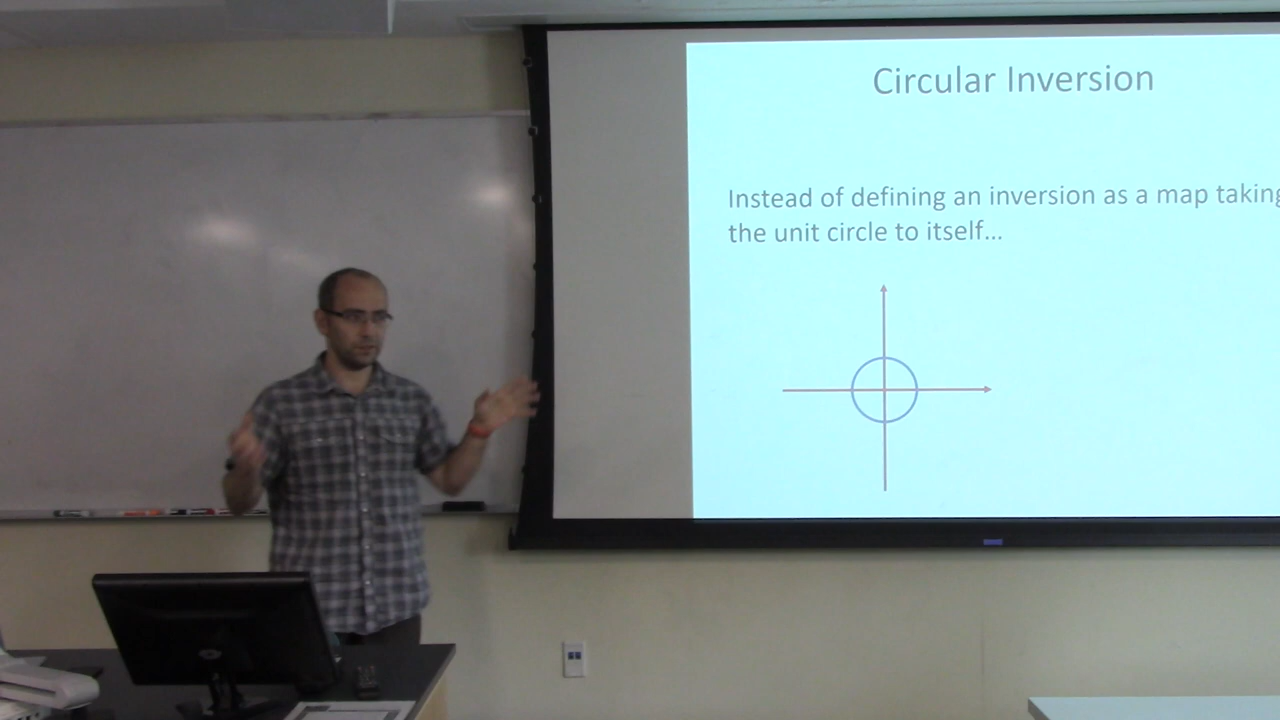 Circular Inversion
Instead of defining an inversion as a map taking
the unit circle to itself...